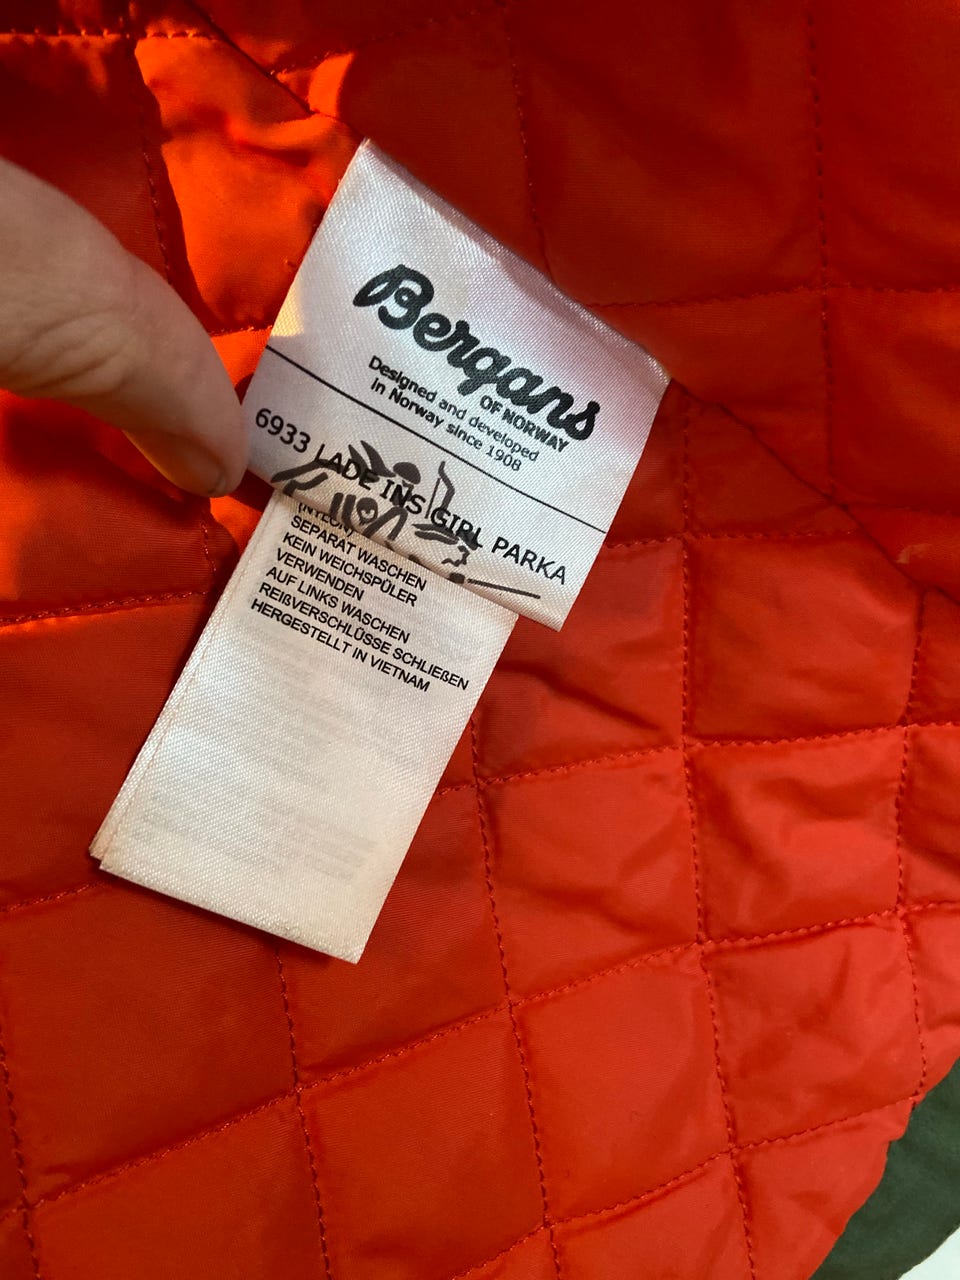 Bergans
OF NORWAY
Designed and developed
in Norway since 1908
6933 LADE INS GIRL PARKA
(NYLON)
SEPARAT WASCHEN
KEIN WEICHSPÜLER
VERWENDEN
AUF LINKS WASCHEN
REIßVERSCHLÜSSE SCHLIEßEN
HERGESTELLT IN VIETNAM